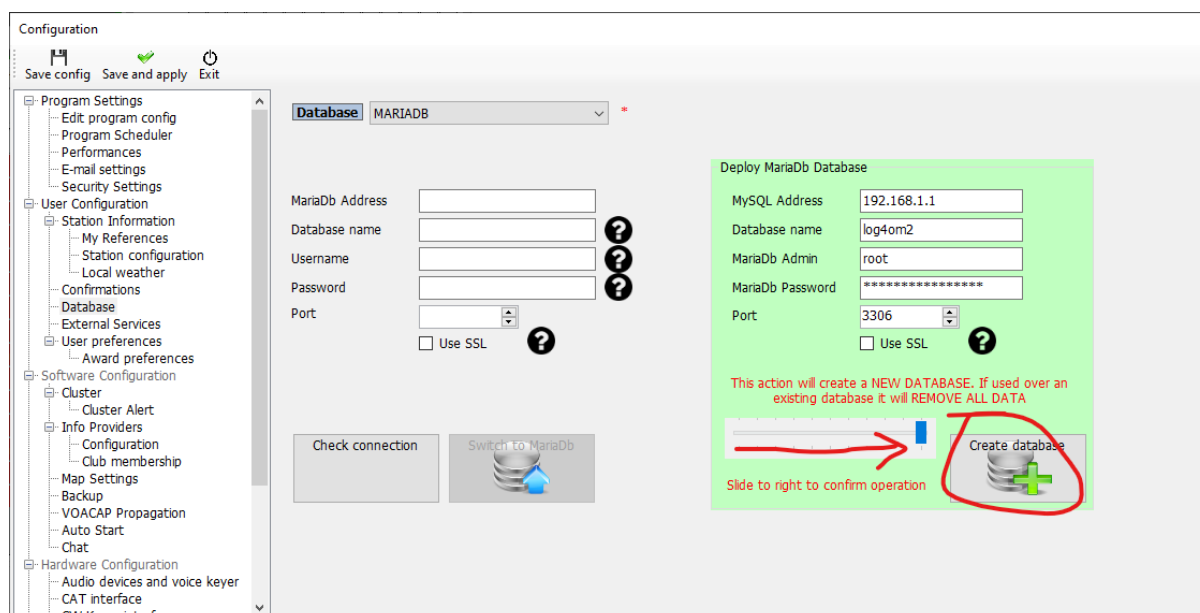 Configuration
Save config Save and apply Exit
Program Settings
Edit program config
Program Scheduler
Performances
E-mail settings
Security Settings
User Configuration
Station Information
My References
Station configuration
Local weather
Confirmations
Database
External Services
User preferences
Award preferences
Software Configuration
Cluster
Cluster Alert
Info Providers
Configuration
Club membership
Map Settings
Backup
VOACAP Propagation
Auto Start
Chat
Hardware Configuration
Audio devices and voice keyer
CAT interface
Database MARIADB *
MariaDb Address
Database name ?
Username ?
Password ?
Port
Use SSL ?
Check connection
Switch to MariaDb
Deploy MariaDb Database
MySQL Address 192.168.1.1
Database name log4om2
MariaDb Admin root
MariaDb Password ****************
Port 3306
Use SSL ?
This action will create a NEW DATABASE. If used over an
existing database it will REMOVE ALL DATA
Create database
Slide to right to confirm operation